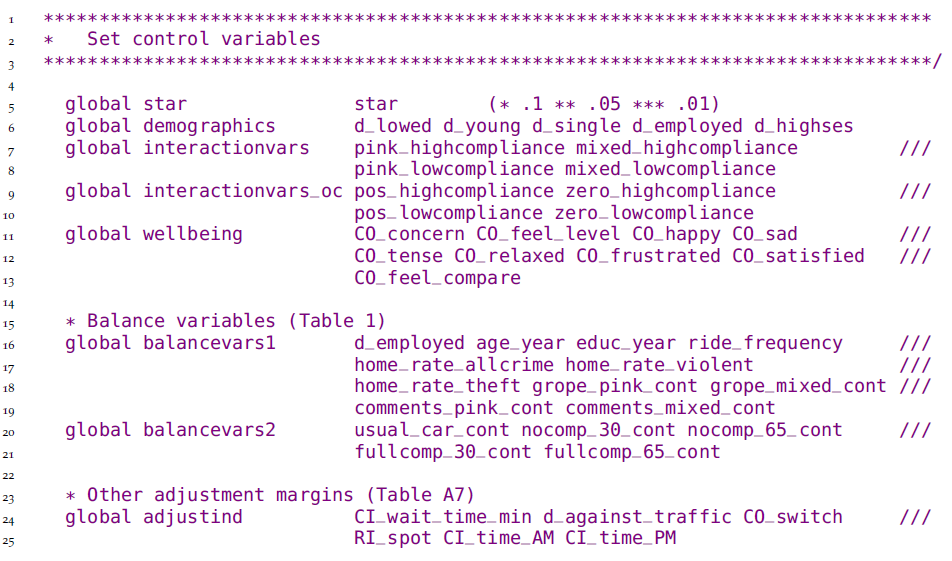 1 ********************************************************************************
2 *   Set control variables
3 ********************************************************************************/
4
5   global star               star        (* .1 ** .05 *** .01)
6   global demographics       d_lowed d_young d_single d_employed d_highses
7   global interactionvars    pink_highcompliance mixed_highcompliance         ///
8                             pink_lowcompliance mixed_lowcompliance
9   global interactionvars_oc pos_highcompliance zero_highcompliance           ///
10                             pos_lowcompliance zero_lowcompliance
11   global wellbeing          CO_concern CO_feel_level CO_happy CO_sad         ///
12                             CO_tense CO_relaxed CO_frustrated CO_satisfied   ///
13                             CO_feel_compare
14
15   * Balance variables (Table 1)
16   global balancevars1       d_employed age_year educ_year ride_frequency     ///
17                             home_rate_allcrime home_rate_violent             ///
18                             home_rate_theft grope_pink_cont grope_mixed_cont ///
19                             comments_pink_cont comments_mixed_cont
20   global balancevars2       usual_car_cont nocomp_30_cont nocomp_65_cont     ///
21                             fullcomp_30_cont fullcomp_65_cont
22
23   * Other adjustment margins (Table A7)
24   global adjustind          CI_wait_time_min d_against_traffic CO_switch     ///
25                             RI_spot CI_time_AM CI_time_PM